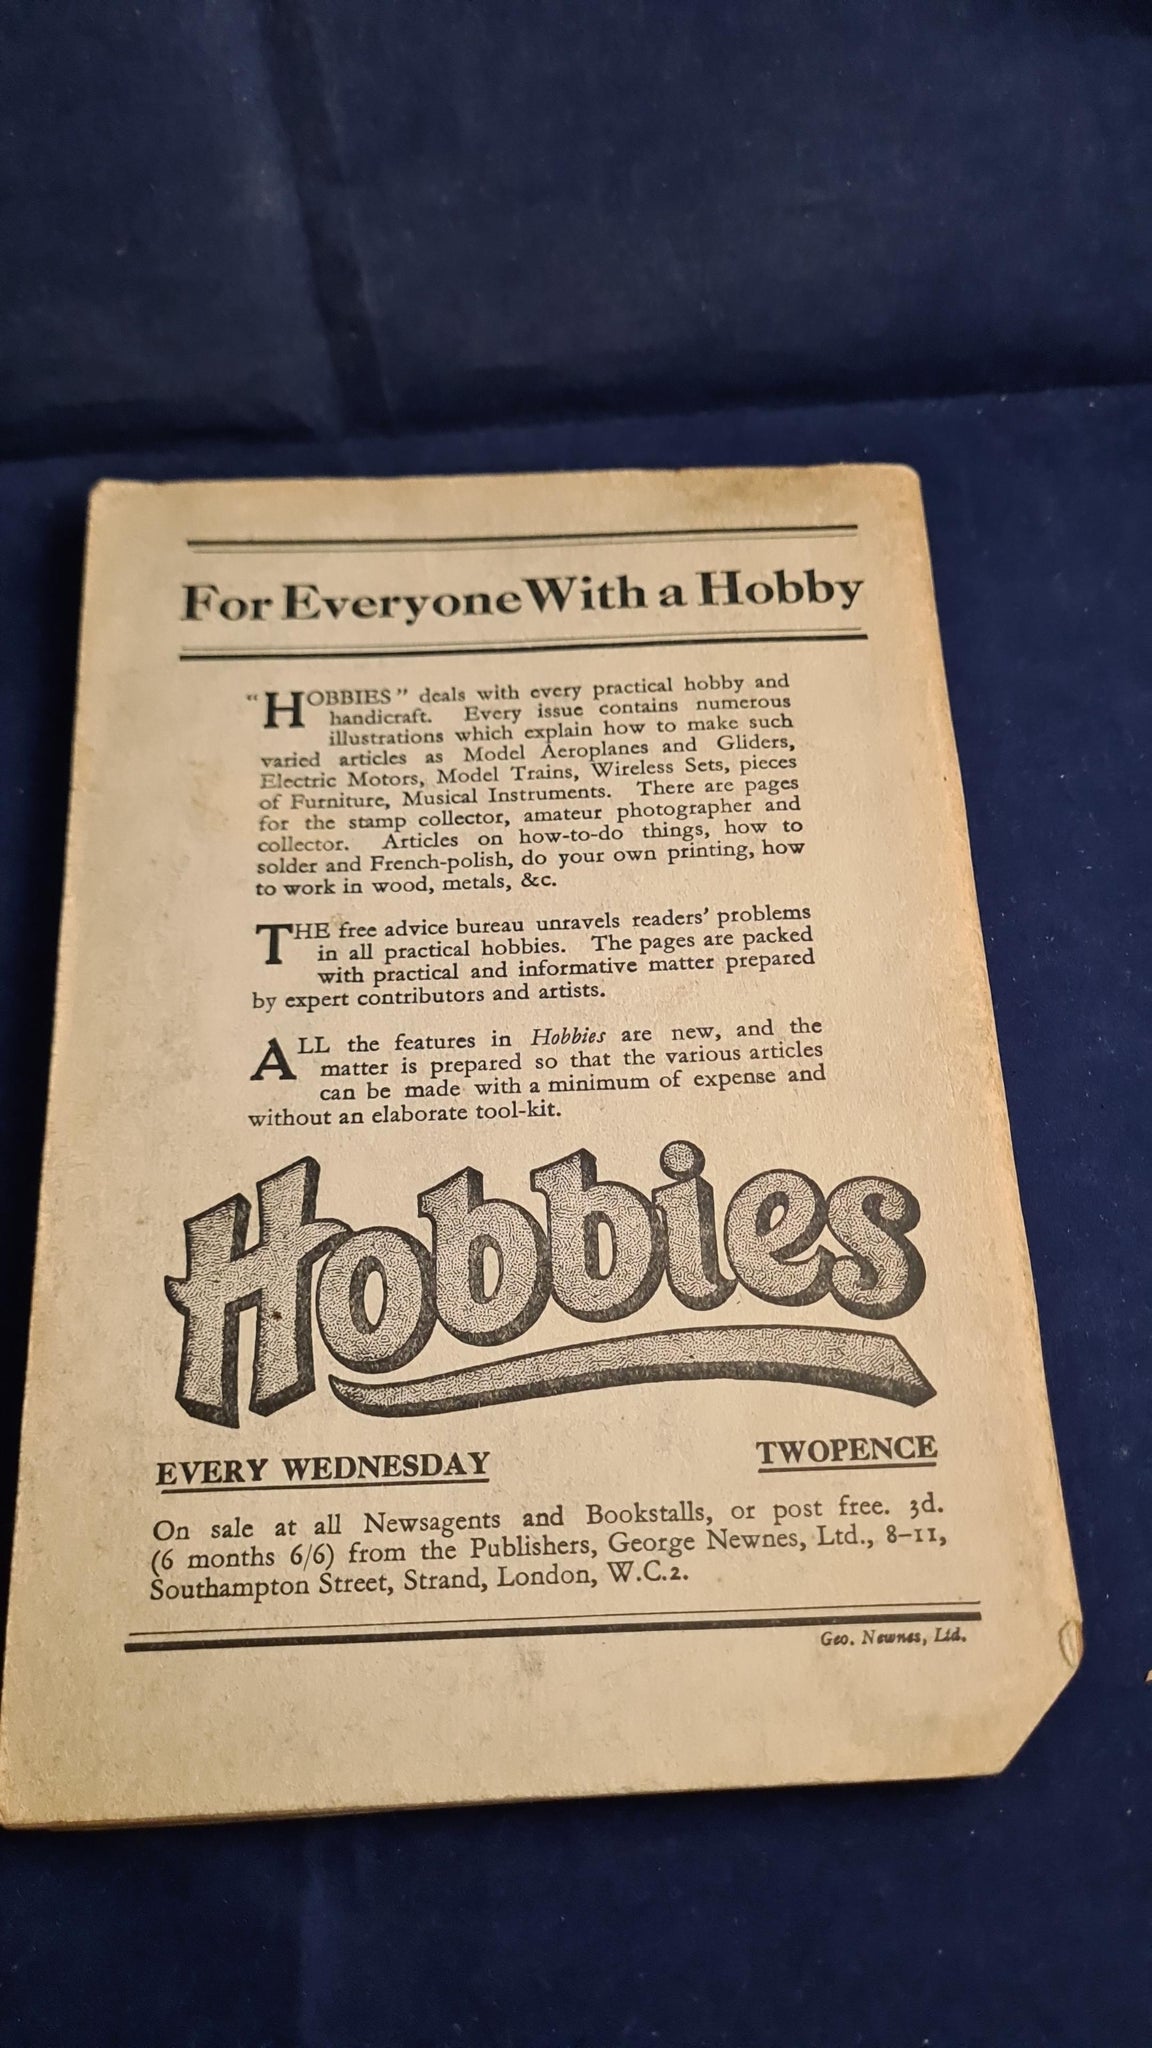 For Everyone With a Hobby
“HOBBIES” deals with every practical hobby and
handicraft. Every issue contains numerous
illustrations which explain how to make such
varied articles as Model Aeroplanes and Gliders,
Electric Motors, Model Trains, Wireless Sets, pieces
of Furniture, Musical Instruments. There are pages
for the stamp collector, amateur photographer and
collector. Articles on how-to-do things, how to
solder and French-polish, do your own printing, how
to work in wood, metals, &c.
THE free advice bureau unravels readers’ problems
in all practical hobbies. The pages are packed
with practical and informative matter prepared
by expert contributors and artists.
ALL the features in Hobbies are new, and the
matter is prepared so that the various articles
can be made with a minimum of expense and
without an elaborate tool-kit.
Hobbies
EVERY WEDNESDAY TWOPENCE
On sale at all Newsagents and Bookstalls, or post free. 3d.
(6 months 6/6) from the Publishers, George Newnes, Ltd., 8–11,
Southampton Street, Strand, London, W.C.2.
Geo. Newnes, Ltd.